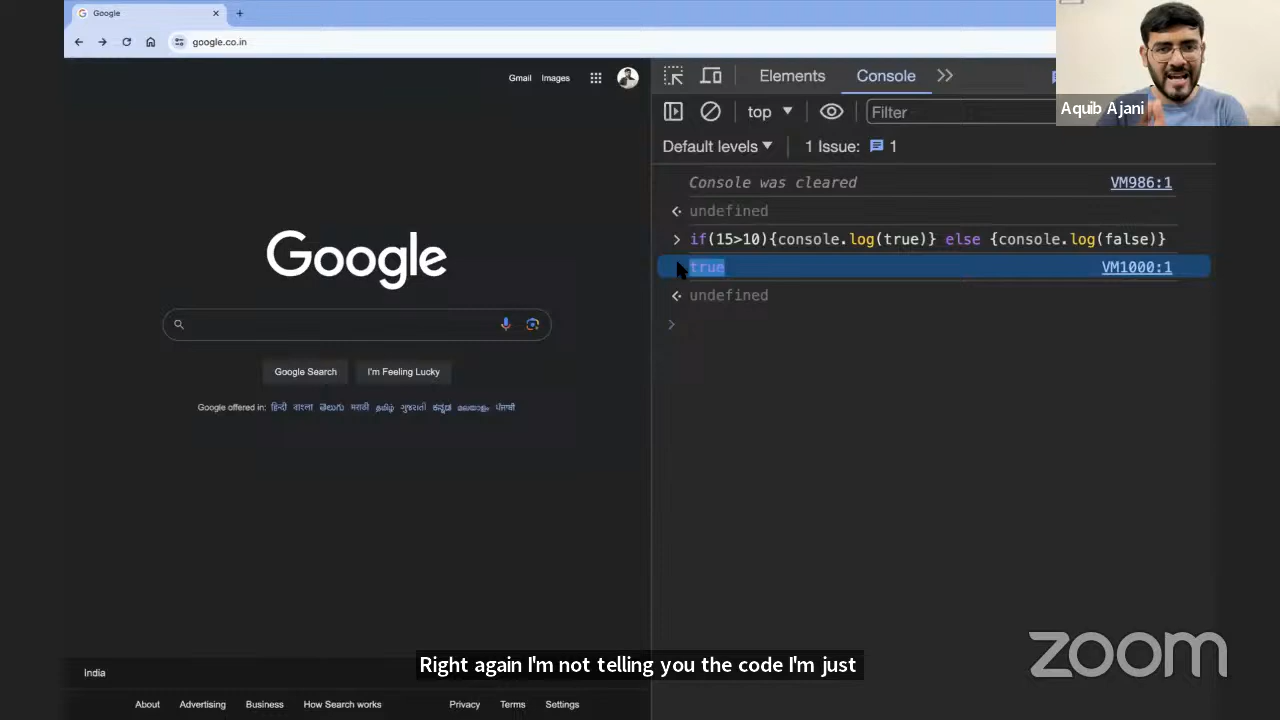 Google
google.co.in
Gmail Images
Elements Console
top Filter
Default levels 1 Issue: 1
Console was cleared VM986:1
undefined
if(15>10){console.log(true)} else {console.log(false)}
true VM1000:1
undefined
Aquib Ajani
Google
Google Search I'm Feeling Lucky
Google offered in: हिन्दी বাংলা తెలుగు मराठी தமிழ் ગુજરાતી ಕನ್ನಡ മലയാളം ਪੰਜਾਬੀ
Right again I'm not telling you the code I'm just
zoom
India
About Advertising Business How Search works Privacy Terms Settings